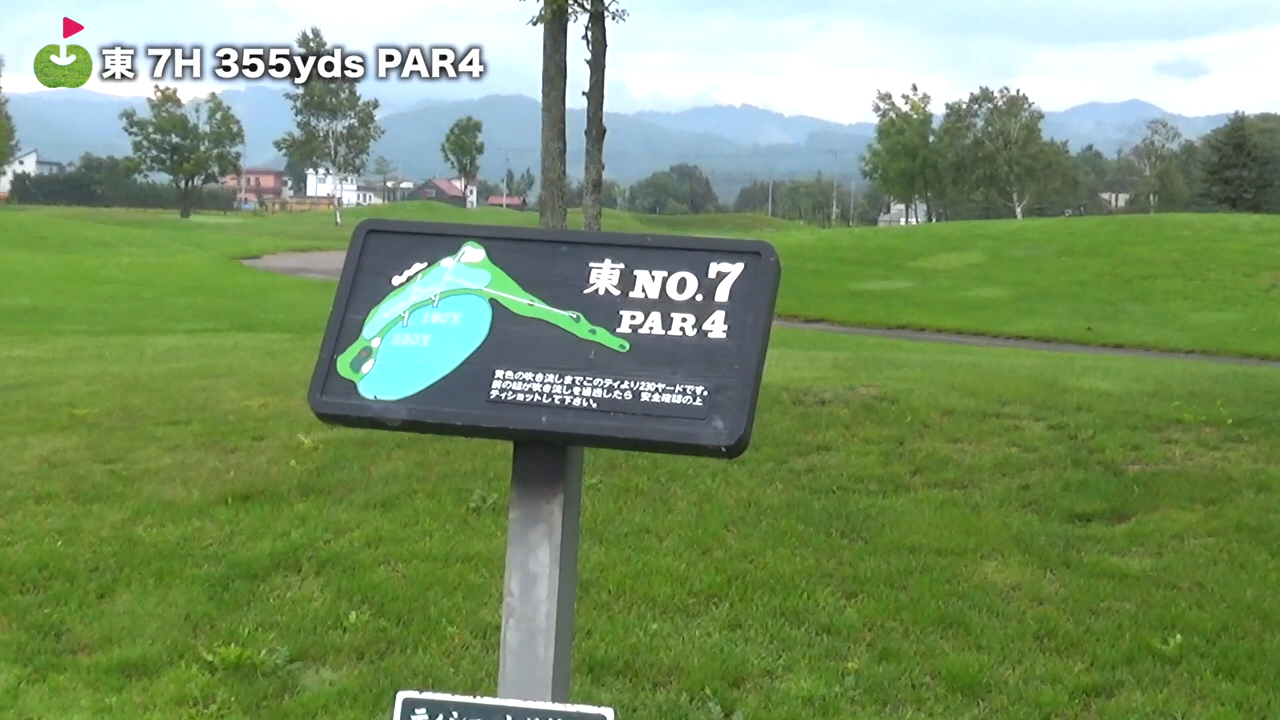 東 7H 355yds PAR4
東 NO.7
PAR4
190Y
230Y
黄色の吹き流しまでこのティより230ヤードです。
前の組が吹き流しを通過したら 安全確認の上
ティショットして下さい。